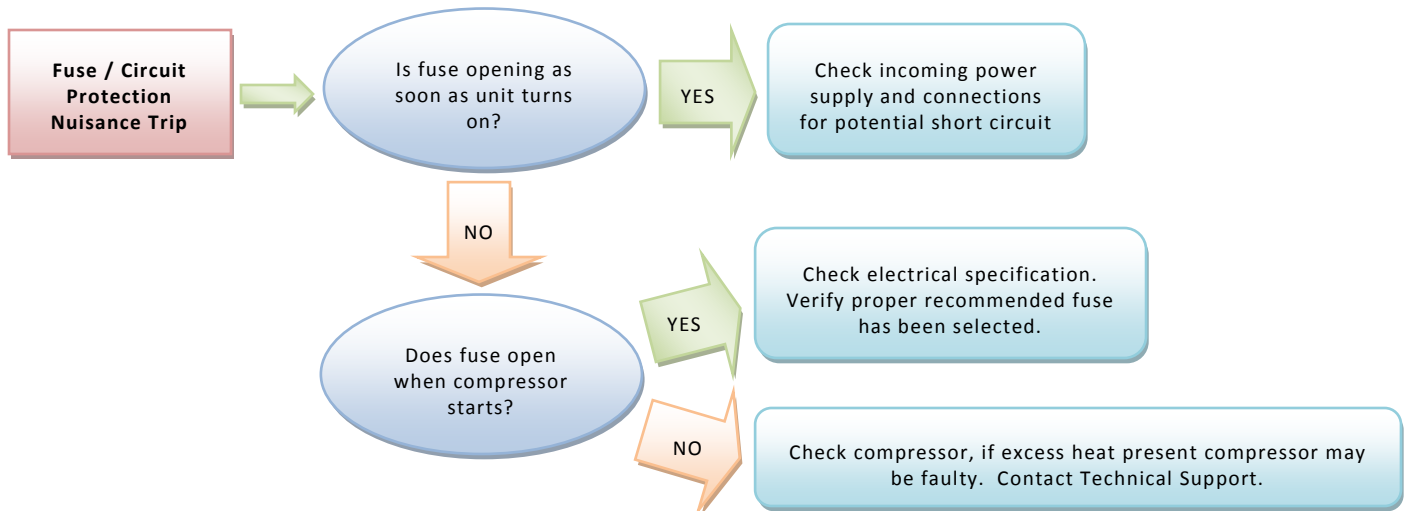 Fuse / Circuit
Protection
Nuisance Trip
Is fuse opening as
soon as unit turns
on?
YES
Check incoming power
supply and connections
for potential short circuit
NO
Does fuse open
when compressor
starts?
YES
Check electrical specification.
Verify proper recommended fuse
has been selected.
NO
Check compressor, if excess heat present compressor may
be faulty.  Contact Technical Support.